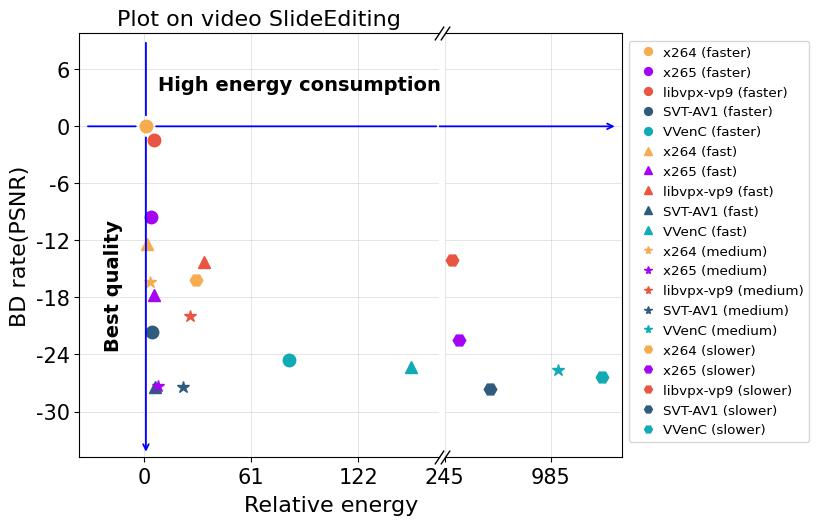 Plot on video SlideEditing
High energy consumption
Best quality
BD rate(PSNR)
6
0
-6
-12
-18
-24
-30
0
61
122
245
985
Relative energy
x264 (faster)
x265 (faster)
libvpx-vp9 (faster)
SVT-AV1 (faster)
VVenC (faster)
x264 (fast)
x265 (fast)
libvpx-vp9 (fast)
SVT-AV1 (fast)
VVenC (fast)
x264 (medium)
x265 (medium)
libvpx-vp9 (medium)
SVT-AV1 (medium)
VVenC (medium)
x264 (slower)
x265 (slower)
libvpx-vp9 (slower)
SVT-AV1 (slower)
VVenC (slower)